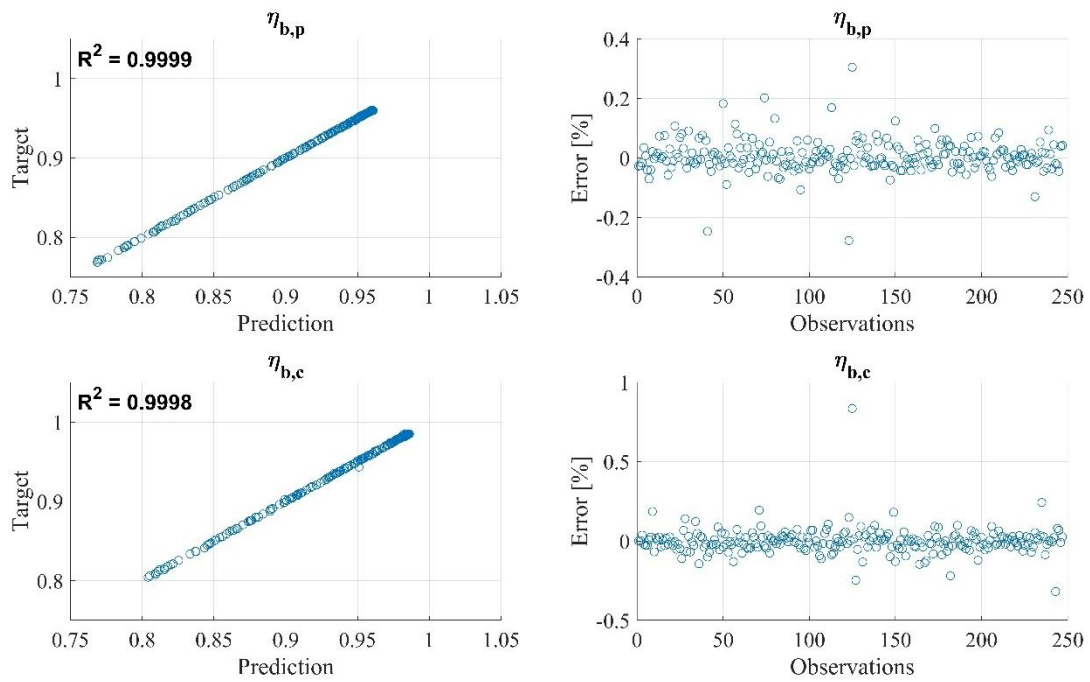 η_b,p
R² = 0.9999
Target
1
0.9
0.8
0.75 0.8 0.85 0.9 0.95 1 1.05
Prediction
η_b,p
Error [%]
0.4
0.2
0
-0.2
-0.4
0 50 100 150 200 250
Observations
η_b,c
R² = 0.9998
Target
1
0.9
0.8
0.75 0.8 0.85 0.9 0.95 1 1.05
Prediction
η_b,c
Error [%]
1
0.5
0
-0.5
0 50 100 150 200 250
Observations